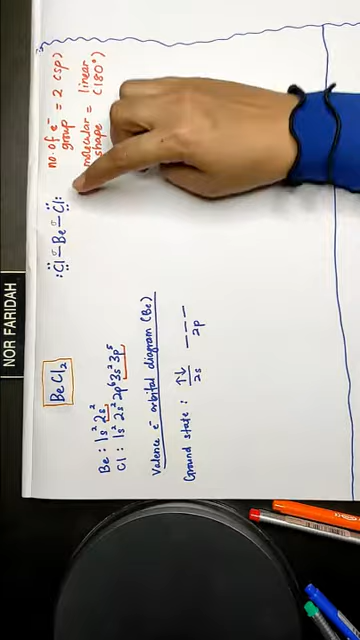 BeCl₂
Be : 1s² 2s²
Cl : 1s² 2s² 2p⁶ 3s² 3p⁵
:Cl – Be – Cl:
σ σ
no. of e⁻ group = 2 (sp)
molecular shape = linear (180°)
Valence e⁻ orbital diagram (Be)
Ground state : ↑↓
2s 2p
NOR FARIDAH